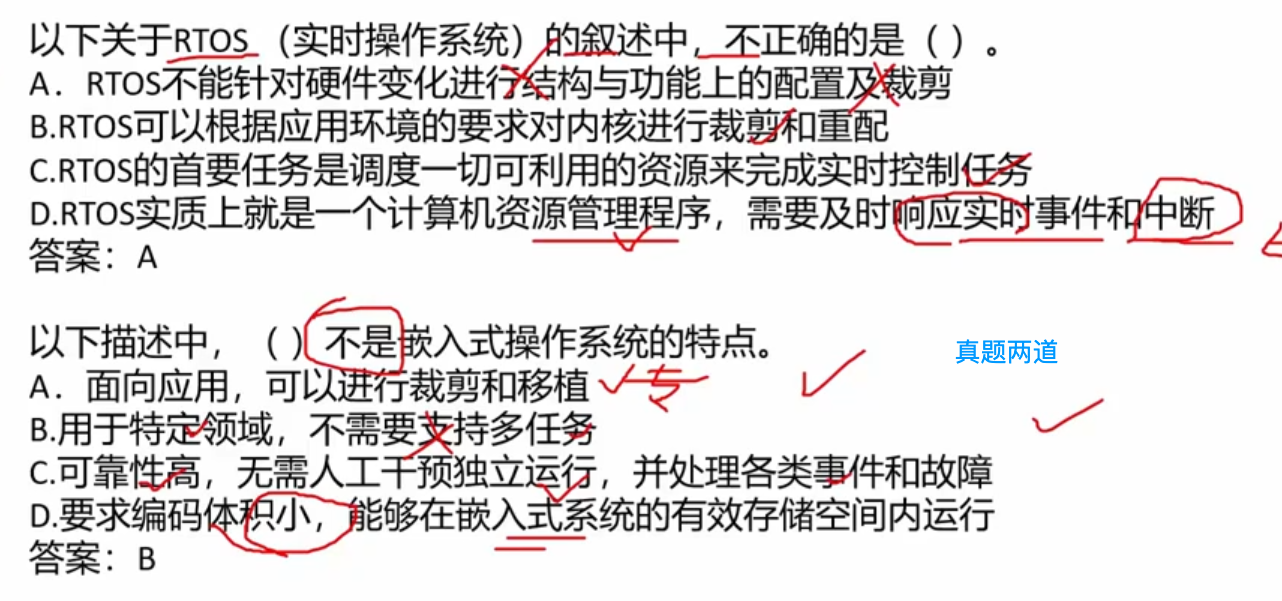 以下关于RTOS（实时操作系统）的叙述中，不正确的是（ ）。
A．RTOS不能针对硬件变化进行结构与功能上的配置及裁剪
B.RTOS可以根据应用环境的要求对内核进行裁剪和重配
C.RTOS的首要任务是调度一切可利用的资源来完成实时控制任务
D.RTOS实质上就是一个计算机资源管理程序，需要及时响应实时事件和中断
答案：A
以下描述中，（ ）不是嵌入式操作系统的特点。
真题两道
A．面向应用，可以进行裁剪和移植 专
B.用于特定领域，不需要支持多任务
C.可靠性高，无需人工干预独立运行，并处理各类事件和故障
D.要求编码体积小，能够在嵌入式系统的有效存储空间内运行
答案：B